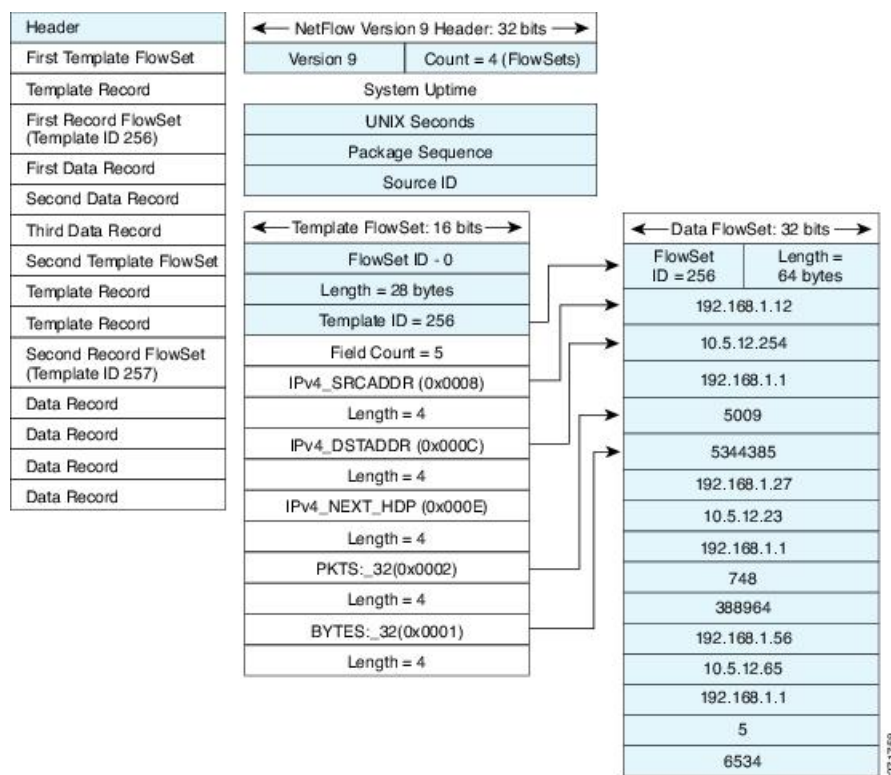 Header
First Template FlowSet
Template Record
First Record FlowSet
(Template ID 256)
First Data Record
Second Data Record
Third Data Record
Second Template FlowSet
Template Record
Template Record
Second Record FlowSet
(Template ID 257)
Data Record
Data Record
Data Record
Data Record
NetFlow Version 9 Header: 32 bits
Version 9
Count = 4 (FlowSets)
System Uptime
UNIX Seconds
Package Sequence
Source ID
Template FlowSet: 16 bits
FlowSet ID - 0
Length = 28 bytes
Template ID = 256
Field Count = 5
IPv4_SRCADDR (0x0008)
Length = 4
IPv4_DSTADDR (0x000C)
Length = 4
IPv4_NEXT_HDP (0x000E)
Length = 4
PKTS:_32(0x0002)
Length = 4
BYTES:_32(0x0001)
Length = 4
Data FlowSet: 32 bits
FlowSet
ID = 256
Length =
64 bytes
192.168.1.12
10.5.12.254
192.168.1.1
5009
5344385
192.168.1.27
10.5.12.23
192.168.1.1
748
388964
192.168.1.56
10.5.12.65
192.168.1.1
5
6534